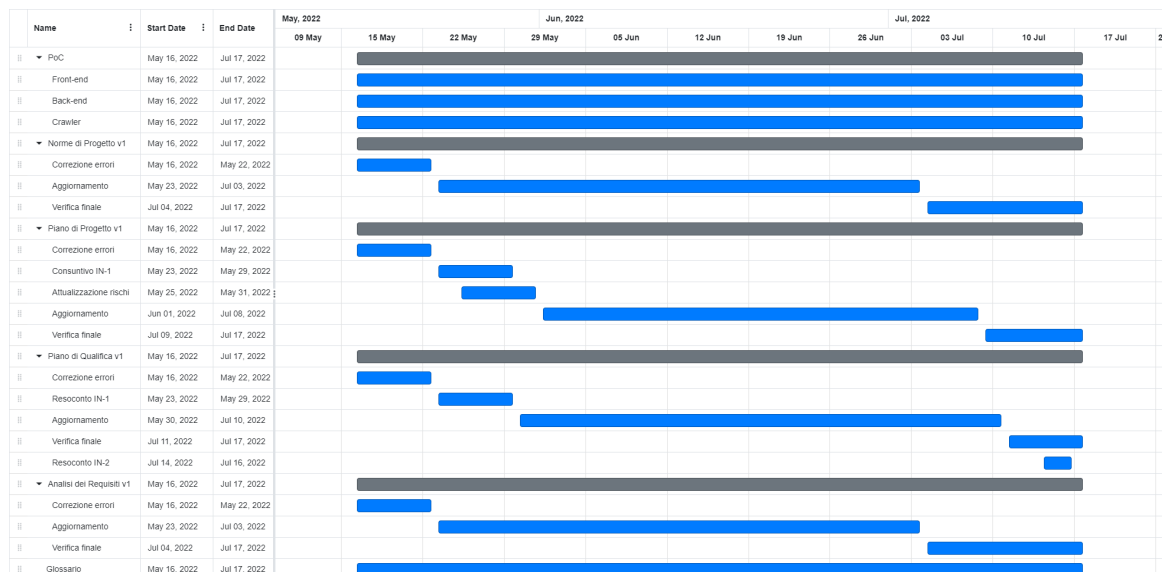 May, 2022 Jun, 2022 Jul, 2022
Name Start Date End Date
09 May 15 May 22 May 29 May 05 Jun 12 Jun 19 Jun 26 Jun 03 Jul 10 Jul 17 Jul 2
PoC May 16, 2022 Jul 17, 2022
Front-end May 16, 2022 Jul 17, 2022
Back-end May 16, 2022 Jul 17, 2022
Crawler May 16, 2022 Jul 17, 2022
Norme di Progetto v1 May 16, 2022 Jul 17, 2022
Correzione errori May 16, 2022 May 22, 2022
Aggiornamento May 23, 2022 Jul 03, 2022
Verifica finale Jul 04, 2022 Jul 17, 2022
Piano di Progetto v1 May 16, 2022 Jul 17, 2022
Correzione errori May 16, 2022 May 22, 2022
Consuntivo IN-1 May 23, 2022 May 29, 2022
Attualizzazione rischi May 25, 2022 May 31, 2022
Aggiornamento Jun 01, 2022 Jul 08, 2022
Verifica finale Jul 09, 2022 Jul 17, 2022
Piano di Qualifica v1 May 16, 2022 Jul 17, 2022
Correzione errori May 16, 2022 May 22, 2022
Resoconto IN-1 May 23, 2022 May 29, 2022
Aggiornamento May 30, 2022 Jul 10, 2022
Verifica finale Jul 11, 2022 Jul 17, 2022
Resoconto IN-2 Jul 14, 2022 Jul 16, 2022
Analisi dei Requisiti v1 May 16, 2022 Jul 17, 2022
Correzione errori May 16, 2022 May 22, 2022
Aggiornamento May 23, 2022 Jul 03, 2022
Verifica finale Jul 04, 2022 Jul 17, 2022
Glossario May 16, 2022 Jul 17, 2022